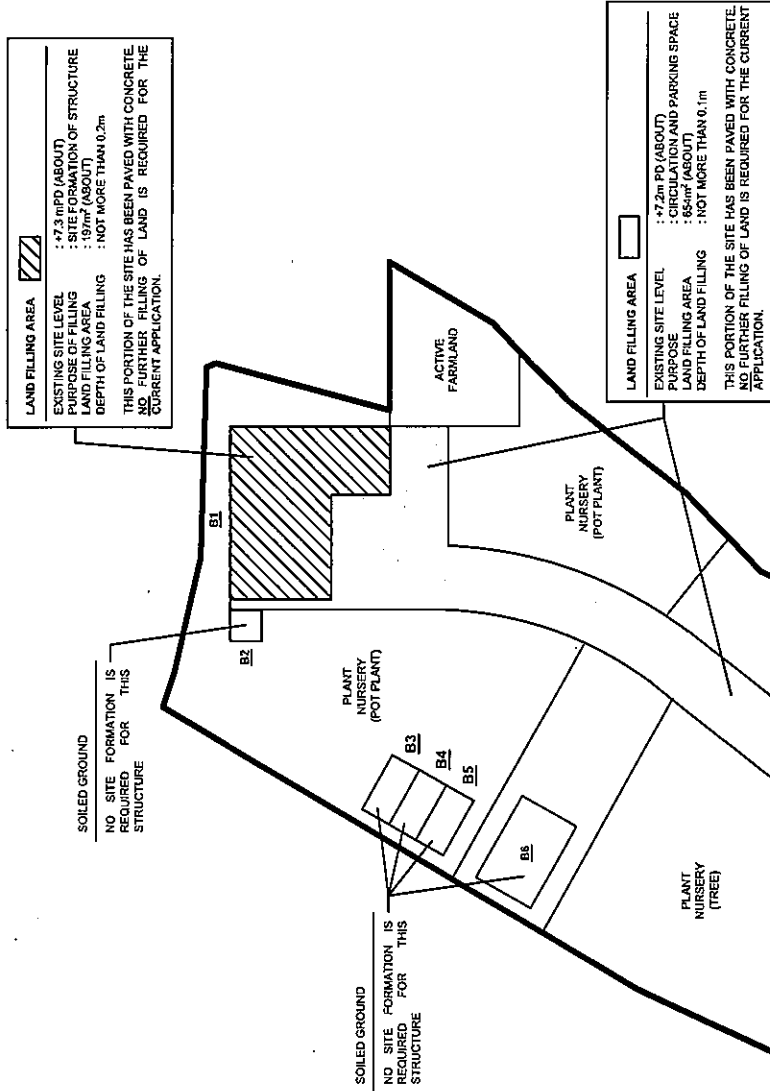 LAND FILLING AREA
EXISTING SITE LEVEL : +7.3 mPD (ABOUT)
PURPOSE OF FILLING : SITE FORMATION OF STRUCTURE
LAND FILLING AREA : 197m² (ABOUT)
DEPTH OF LAND FILLING : NOT MORE THAN 0.2m
THIS PORTION OF THE SITE HAS BEEN PAVED WITH CONCRETE.
NO FURTHER FILLING OF LAND IS REQUIRED FOR THE
CURRENT APPLICATION.
SOILED GROUND
NO SITE FORMATION IS
REQUIRED FOR THIS
STRUCTURE
B1
B2
ACTIVE
FARMLAND
PLANT
NURSERY
(POT PLANT)
B3
B4
B5
B6
PLANT
NURSERY
(POT PLANT)
SOILED GROUND
NO SITE FORMATION IS
REQUIRED FOR THIS
STRUCTURE
PLANT
NURSERY
(TREE)
LAND FILLING AREA
EXISTING SITE LEVEL : +7.2m PD (ABOUT)
PURPOSE : CIRCULATION AND PARKING SPACE
LAND FILLING AREA : 654m² (ABOUT)
DEPTH OF LAND FILLING : NOT MORE THAN 0.1m
THIS PORTION OF THE SITE HAS BEEN PAVED WITH CONCRETE.
NO FURTHER FILLING OF LAND IS REQUIRED FOR THE CURRENT
APPLICATION.